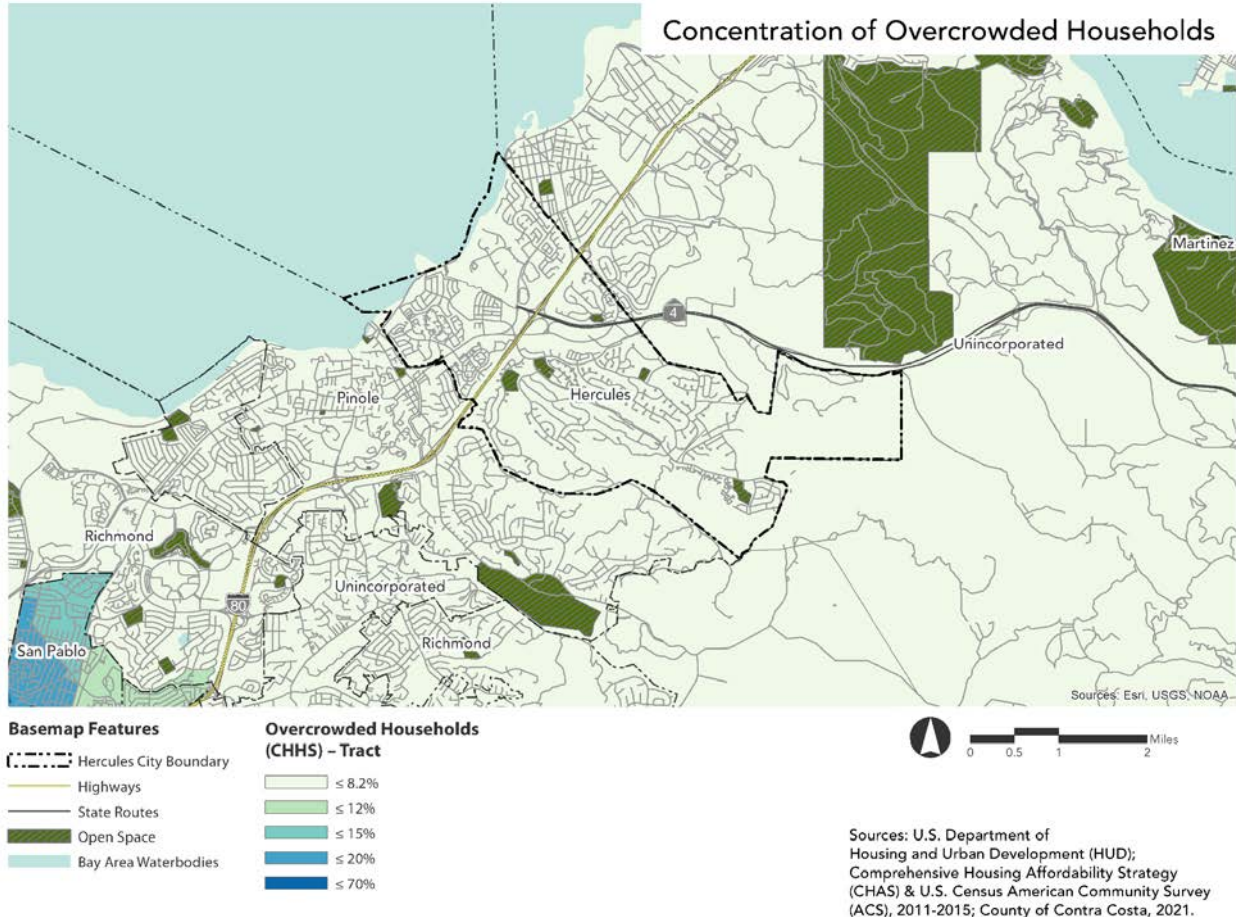 Concentration of Overcrowded Households
Martinez
4
Unincorporated
Hercules
Pinole
Richmond
Unincorporated
80
Richmond
San Pablo
Sources: Esri, USGS, NOAA
Basemap Features
Hercules City Boundary
Highways
State Routes
Open Space
Bay Area Waterbodies
Overcrowded Households
(CHHS) – Tract
≤ 8.2%
≤ 12%
≤ 15%
≤ 20%
≤ 70%
0 0.5 1 2 Miles
Sources: U.S. Department of
Housing and Urban Development (HUD);
Comprehensive Housing Affordability Strategy
(CHAS) & U.S. Census American Community Survey
(ACS), 2011-2015; County of Contra Costa, 2021.